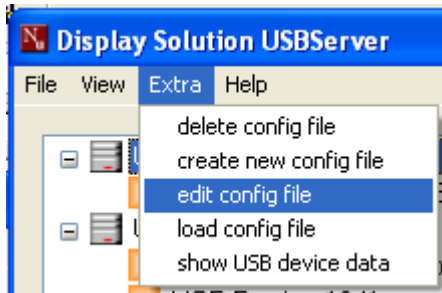 Display Solution USBServer
File View Extra Help
delete config file
create new config file
edit config file
load config file
show USB device data